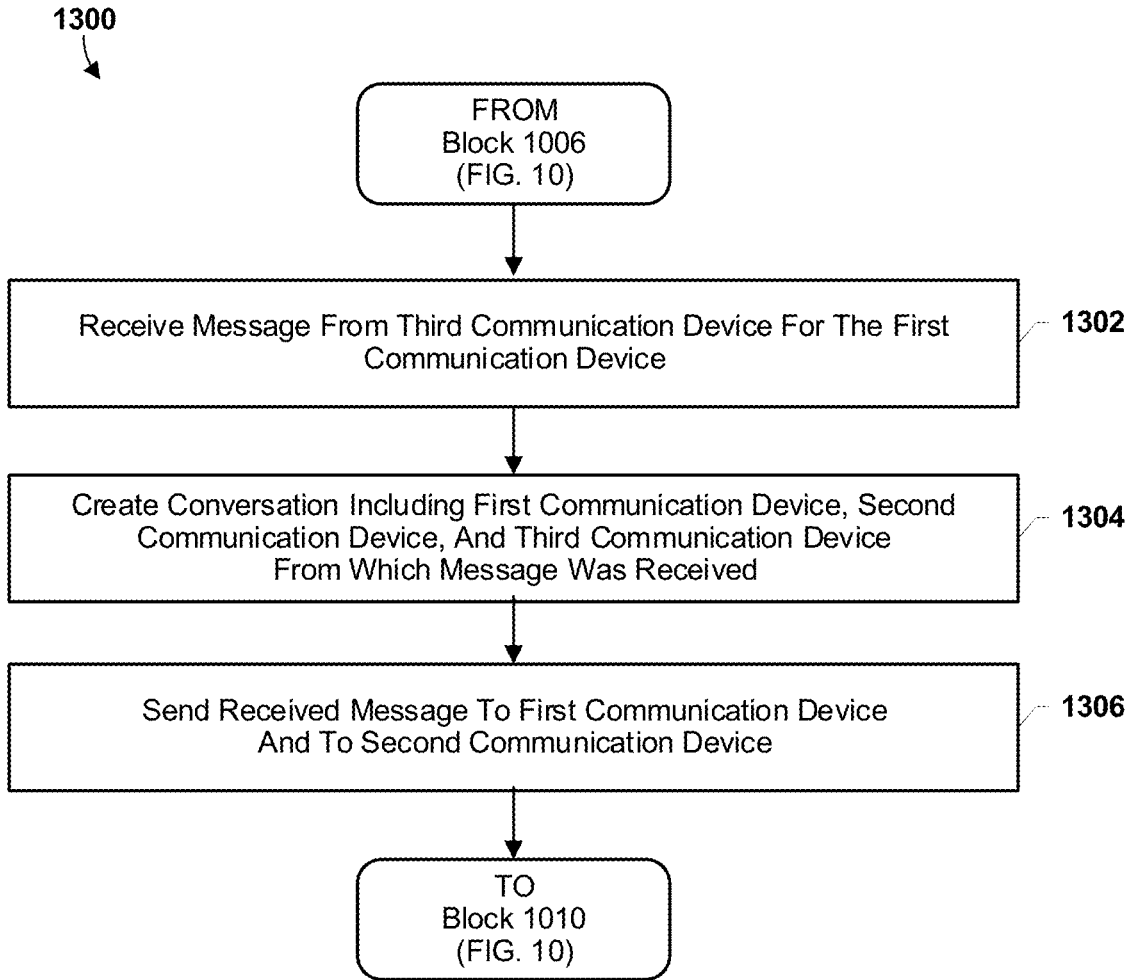 1300
FROM
Block 1006
(FIG. 10)
Receive Message From Third Communication Device For The First
Communication Device
1302
Create Conversation Including First Communication Device, Second
Communication Device, And Third Communication Device
From Which Message Was Received
1304
Send Received Message To First Communication Device
And To Second Communication Device
1306
TO
Block 1010
(FIG. 10)